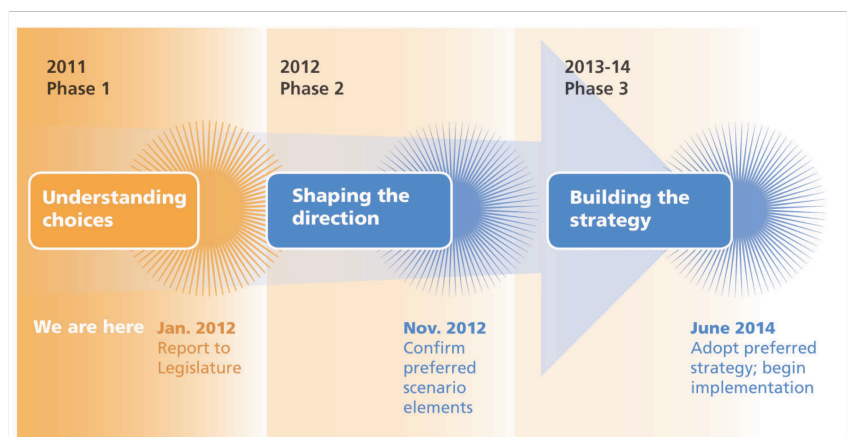 2011
Phase 1
2012
Phase 2
2013-14
Phase 3
Understanding
choices
Shaping the
direction
Building the
strategy
We are here
Jan. 2012
Report to
Legislature
Nov. 2012
Confirm
preferred
scenario
elements
June 2014
Adopt preferred
strategy; begin
implementation